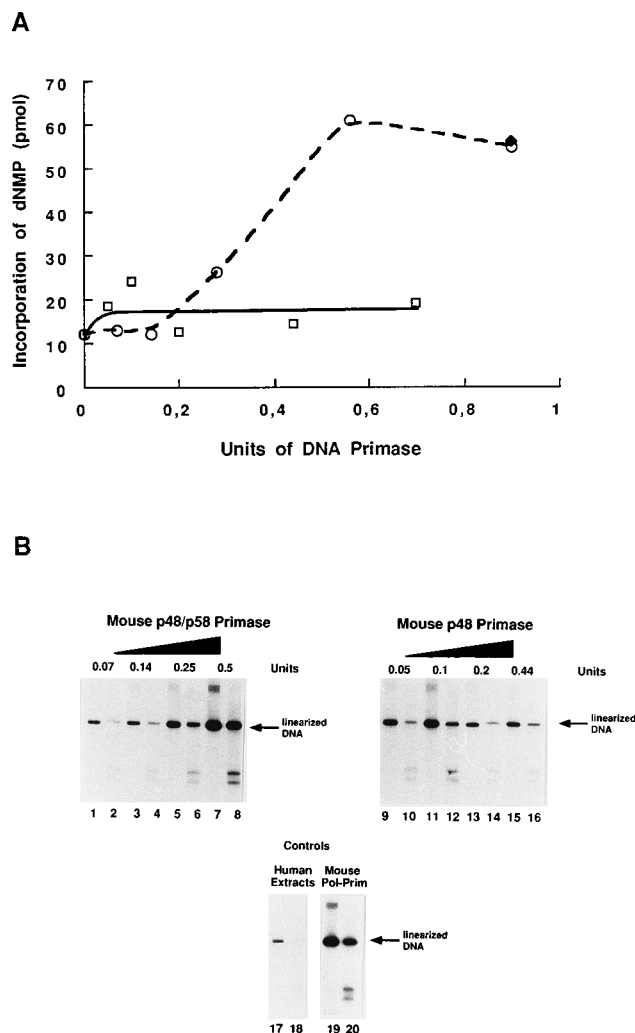 A
70
60
50
40
30
20
10
0
Incorporation of dNMP (pmol)
0 0,2 0,4 0,6 0,8 1
Units of DNA Primase
B
Mouse p48/p58 Primase
0.07 0.14 0.25 0.5 Units
linearized
DNA
1 2 3 4 5 6 7 8
Mouse p48 Primase
0.05 0.1 0.2 0.44 Units
linearized
DNA
9 10 11 12 13 14 15 16
Controls
Human Extracts
Mouse Pol-Prim
linearized
DNA
17 18 19 20